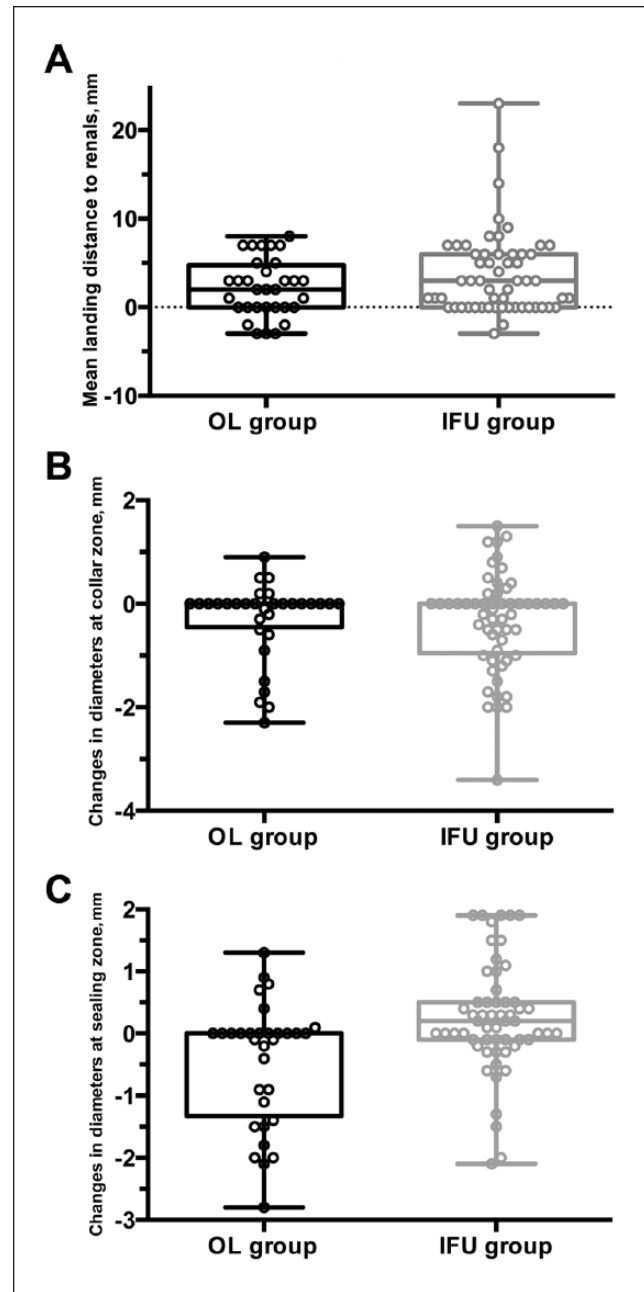 A
Mean landing distance to renals, mm
20
10
0
-10
OL group
IFU group
B
Changes in diameters at collar zone, mm
2
0
-2
-4
OL group
IFU group
C
Changes in diameters at sealing zone, mm
2
1
0
-1
-2
-3
OL group
IFU group